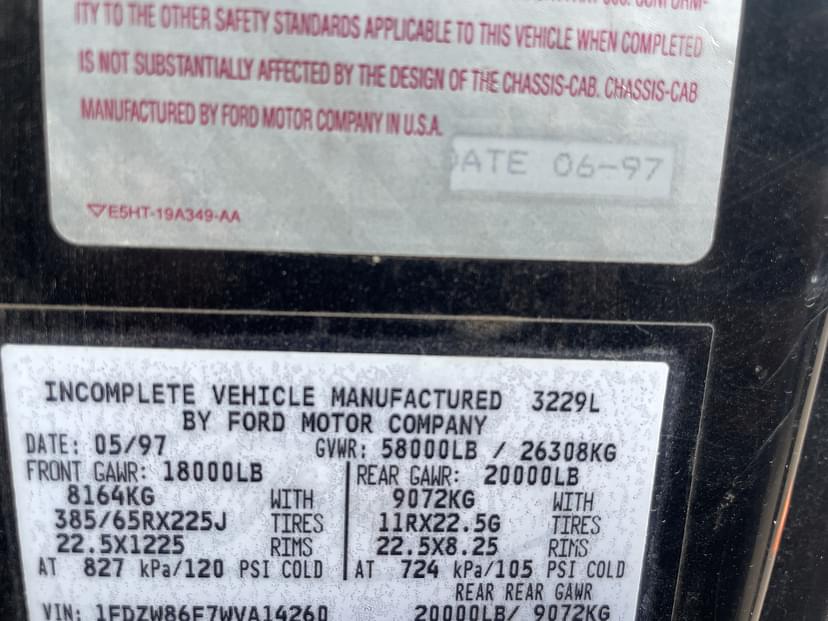 ITY TO THE OTHER SAFETY STANDARDS APPLICABLE TO THIS VEHICLE WHEN COMPLETED
IS NOT SUBSTANTIALLY AFFECTED BY THE DESIGN OF THE CHASSIS-CAB. CHASSIS-CAB
MANUFACTURED BY FORD MOTOR COMPANY IN U.S.A.
DATE 06-97
E5HT-19A349-AA
INCOMPLETE VEHICLE MANUFACTURED 3229L
BY FORD MOTOR COMPANY
DATE: 05/97 GVWR: 58000LB / 26308KG
FRONT GAWR: 18000LB REAR GAWR: 20000LB
8164KG WITH 9072KG WITH
385/65RX225J TIRES 11RX22.5G TIRES
22.5X1225 RIMS 22.5X8.25 RIMS
AT 827 kPa/120 PSI COLD AT 724 kPa/105 PSI COLD
REAR REAR GAWR
VIN: 1FDZW86F7WVA14260 20000LB/ 9072KG